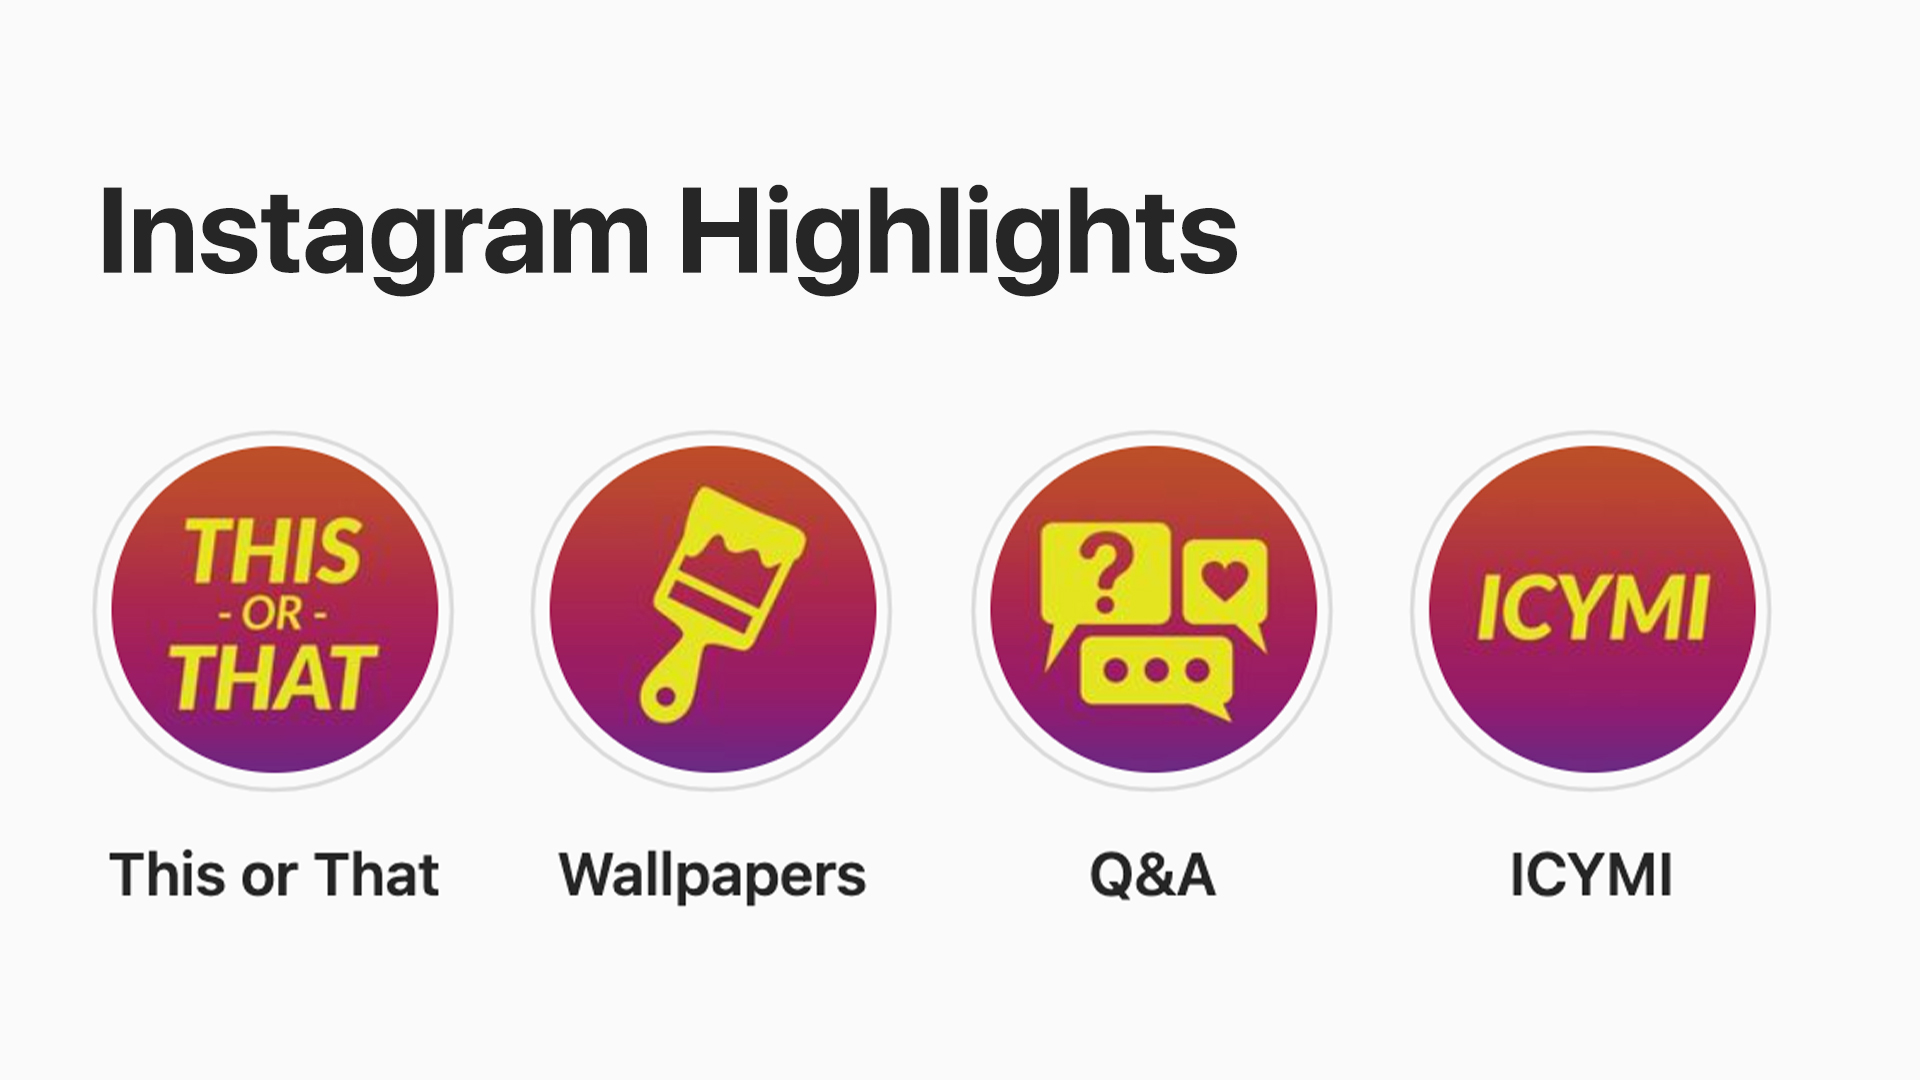 Instagram Highlights
THIS
- OR -
THAT
?
ICYMI
This or That
Wallpapers
Q&A
ICYMI